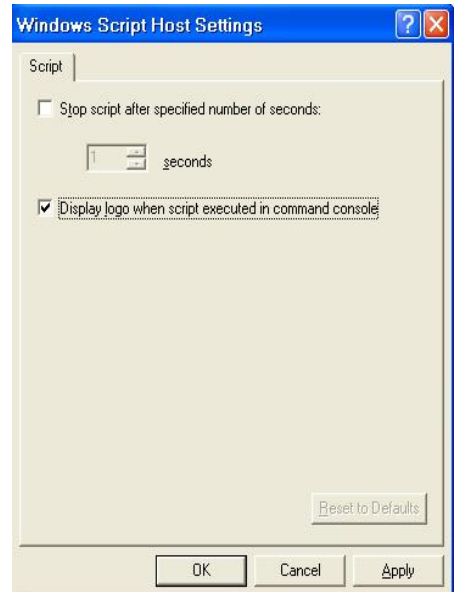 Windows Script Host Settings
Script
Stop script after specified number of seconds:
1 seconds
Display logo when script executed in command console
Reset to Defaults
OK Cancel Apply